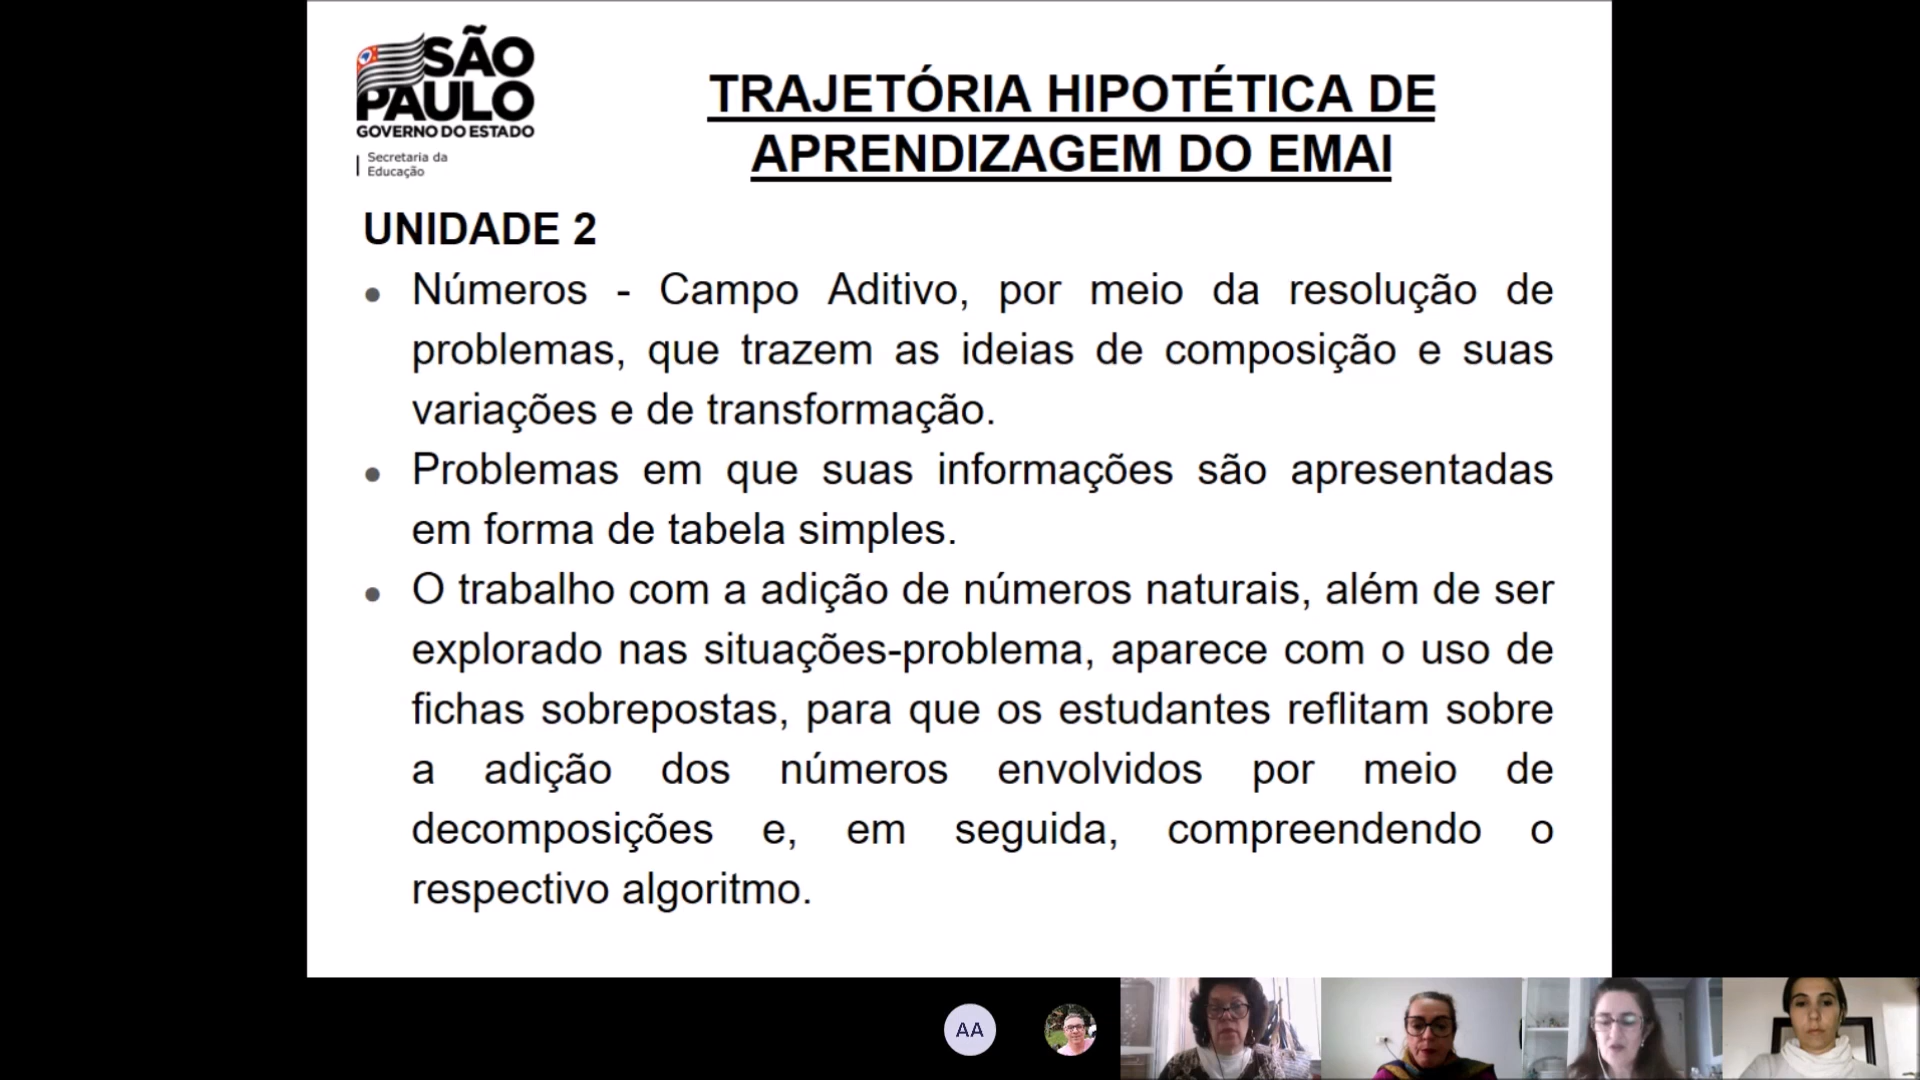 SÃO
PAULO
GOVERNO DO ESTADO
Secretaria da
Educação
TRAJETÓRIA HIPOTÉTICA DE
APRENDIZAGEM DO EMAI
UNIDADE 2
● Números - Campo Aditivo, por meio da resolução de
problemas, que trazem as ideias de composição e suas
variações e de transformação.
● Problemas em que suas informações são apresentadas
em forma de tabela simples.
● O trabalho com a adição de números naturais, além de ser
explorado nas situações-problema, aparece com o uso de
fichas sobrepostas, para que os estudantes reflitam sobre
a adição dos números envolvidos por meio de
decomposições e, em seguida, compreendendo o
respectivo algoritmo.
AA